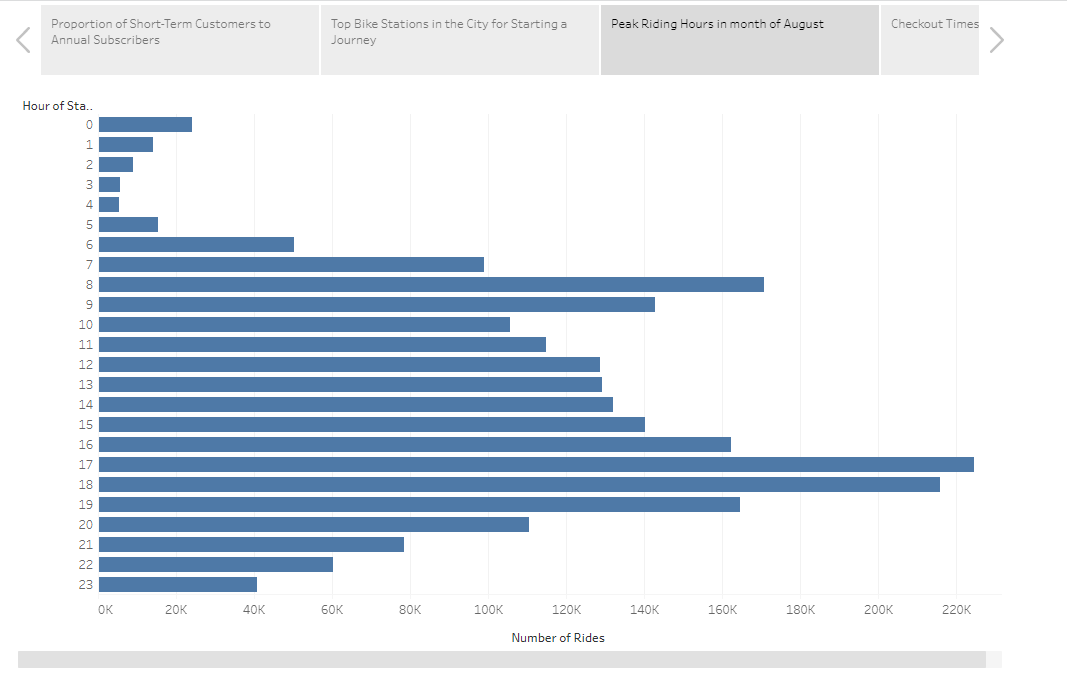 Proportion of Short-Term Customers to
Annual Subscribers
Top Bike Stations in the City for Starting a
Journey
Peak Riding Hours in month of August
Checkout Times
Hour of Sta..
0
1
2
3
4
5
6
7
8
9
10
11
12
13
14
15
16
17
18
19
20
21
22
23
0K 20K 40K 60K 80K 100K 120K 140K 160K 180K 200K 220K
Number of Rides